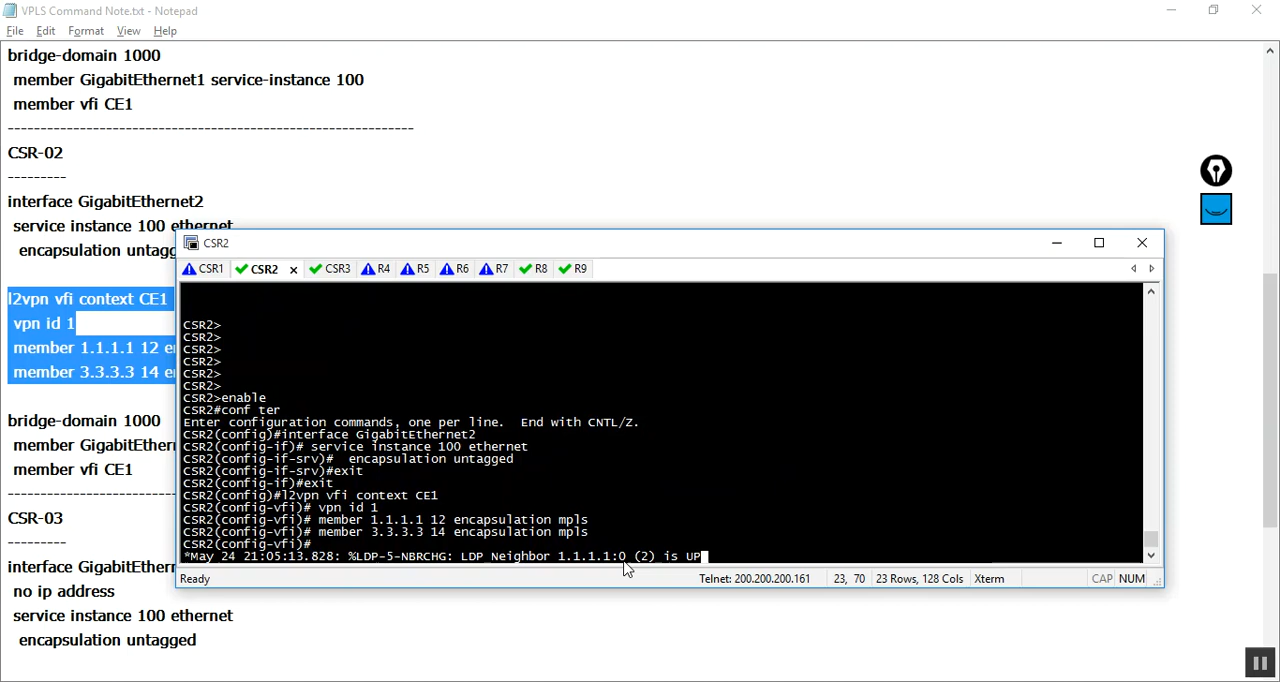 VPLS Command Note.txt - Notepad
File Edit Format View Help
bridge-domain 1000
member GigabitEthernet1 service-instance 100
member vfi CE1
----------------------------------------------------------
CSR-02
---------
interface GigabitEthernet2
service instance 100 ethernet
encapsulation untagg
l2vpn vfi context CE1
vpn id 1
member 1.1.1.1 12 e
member 3.3.3.3 14 e
bridge-domain 1000
member GigabitEther
member vfi CE1
CSR-03
---------
interface GigabitEther
no ip address
service instance 100 ethernet
encapsulation untagged
CSR2
CSR1 CSR2 × CSR3 R4 R5 R6 R7 R8 R9
CSR2>
CSR2>
CSR2>
CSR2>
CSR2>
CSR2>
CSR2>enable
CSR2#conf ter
Enter configuration commands, one per line.  End with CNTL/Z.
CSR2(config)#interface GigabitEthernet2
CSR2(config-if)# service instance 100 ethernet
CSR2(config-if-srv)#  encapsulation untagged
CSR2(config-if-srv)#exit
CSR2(config-if)#exit
CSR2(config)#l2vpn vfi context CE1
CSR2(config-vfi)# vpn id 1
CSR2(config-vfi)# member 1.1.1.1 12 encapsulation mpls
CSR2(config-vfi)# member 3.3.3.3 14 encapsulation mpls
CSR2(config-vfi)#
*May 24 21:05:13.828: %LDP-5-NBRCHG: LDP Neighbor 1.1.1.1:0 (2) is UP
Ready Telnet: 200.200.200.161 23, 70 23 Rows, 128 Cols Xterm CAP NUM